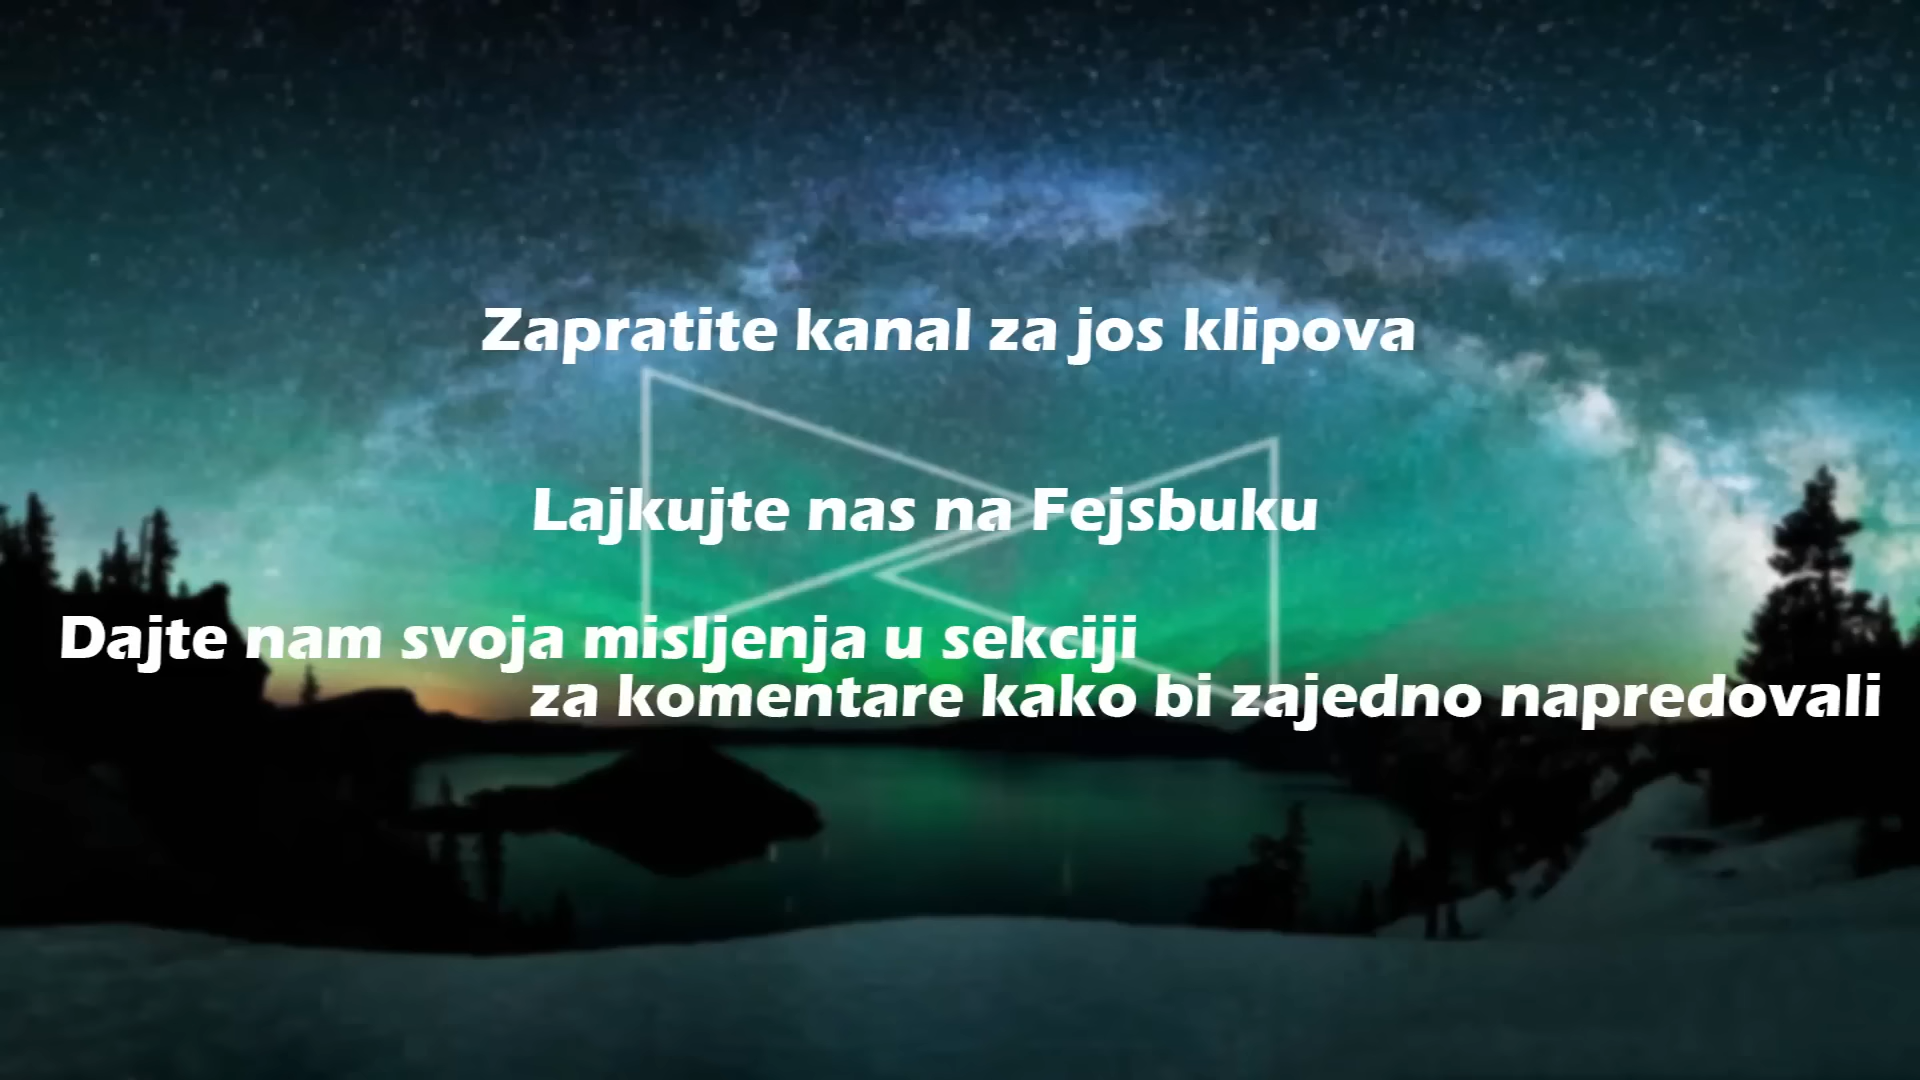 Zapratite kanal za jos klipova
Lajkujte nas na Fejsbuku
Dajte nam svoja misljenja u sekciji
za komentare kako bi zajedno napredovali